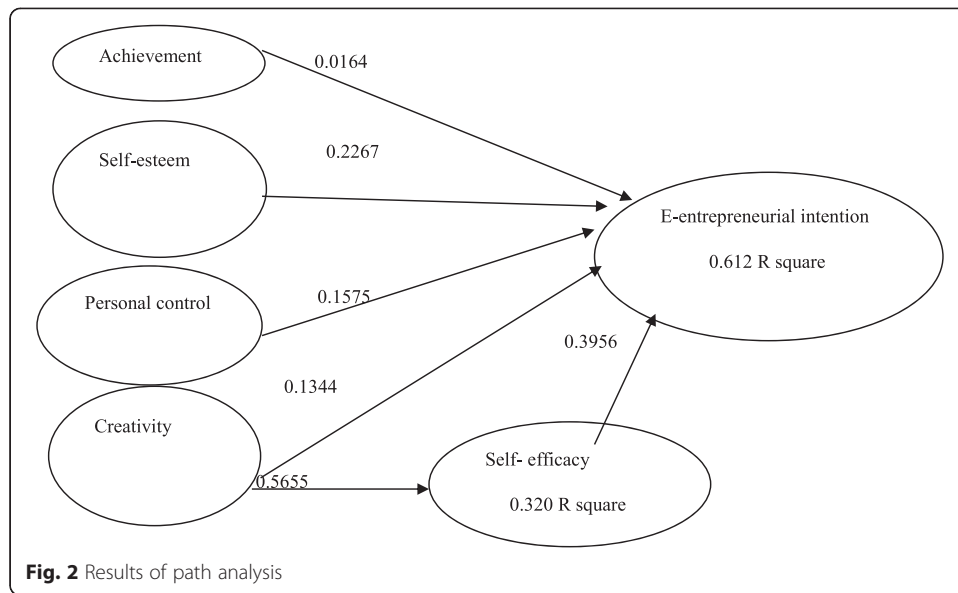 Achievement
0.0164
Self-esteem
0.2267
E-entrepreneurial intention
0.612 R square
Personal control
0.1575
0.3956
0.1344
Creativity
0.5655
Self- efficacy
0.320 R square
Fig. 2 Results of path analysis